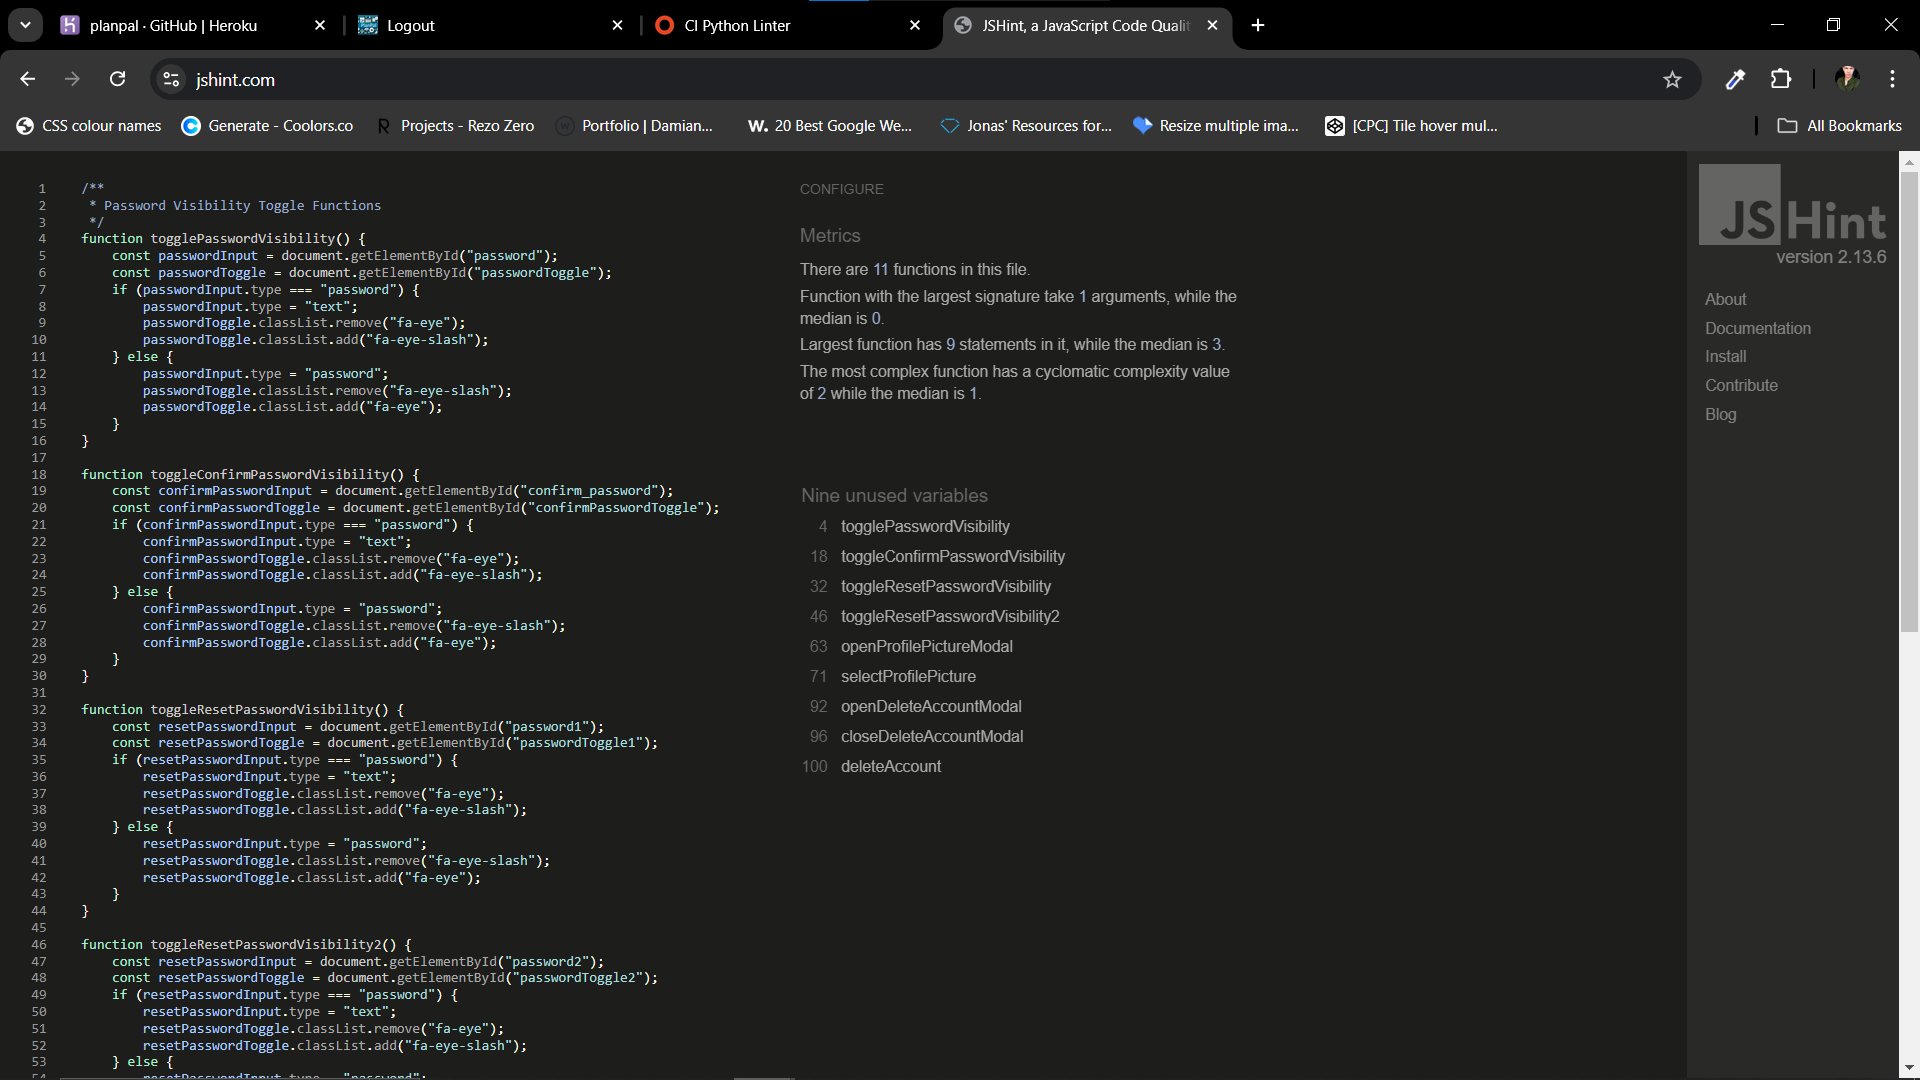 planpal · GitHub | Heroku
Logout
CI Python Linter
JSHint, a JavaScript Code Qualit
jshint.com
CSS colour names
Generate - Coolors.co
Projects - Rezo Zero
Portfolio | Damian...
W. 20 Best Google We...
Jonas' Resources for...
Resize multiple ima...
[CPC] Tile hover mul...
All Bookmarks
1 /**
2 * Password Visibility Toggle Functions
3 */
4 function togglePasswordVisibility() {
5 const passwordInput = document.getElementById("password");
6 const passwordToggle = document.getElementById("passwordToggle");
7 if (passwordInput.type === "password") {
8 passwordInput.type = "text";
9 passwordToggle.classList.remove("fa-eye");
10 passwordToggle.classList.add("fa-eye-slash");
11 } else {
12 passwordInput.type = "password";
13 passwordToggle.classList.remove("fa-eye-slash");
14 passwordToggle.classList.add("fa-eye");
15 }
16 }
17
18 function toggleConfirmPasswordVisibility() {
19 const confirmPasswordInput = document.getElementById("confirm_password");
20 const confirmPasswordToggle = document.getElementById("confirmPasswordToggle");
21 if (confirmPasswordInput.type === "password") {
22 confirmPasswordInput.type = "text";
23 confirmPasswordToggle.classList.remove("fa-eye");
24 confirmPasswordToggle.classList.add("fa-eye-slash");
25 } else {
26 confirmPasswordInput.type = "password";
27 confirmPasswordToggle.classList.remove("fa-eye-slash");
28 confirmPasswordToggle.classList.add("fa-eye");
29 }
30 }
31
32 function toggleResetPasswordVisibility() {
33 const resetPasswordInput = document.getElementById("password1");
34 const resetPasswordToggle = document.getElementById("passwordToggle1");
35 if (resetPasswordInput.type === "password") {
36 resetPasswordInput.type = "text";
37 resetPasswordToggle.classList.remove("fa-eye");
38 resetPasswordToggle.classList.add("fa-eye-slash");
39 } else {
40 resetPasswordInput.type = "password";
41 resetPasswordToggle.classList.remove("fa-eye-slash");
42 resetPasswordToggle.classList.add("fa-eye");
43 }
44 }
45
46 function toggleResetPasswordVisibility2() {
47 const resetPasswordInput = document.getElementById("password2");
48 const resetPasswordToggle = document.getElementById("passwordToggle2");
49 if (resetPasswordInput.type === "password") {
50 resetPasswordInput.type = "text";
51 resetPasswordToggle.classList.remove("fa-eye");
52 resetPasswordToggle.classList.add("fa-eye-slash");
53 } else {
CONFIGURE
Metrics
There are 11 functions in this file.
Function with the largest signature take 1 arguments, while the
median is 0.
Largest function has 9 statements in it, while the median is 3.
The most complex function has a cyclomatic complexity value
of 2 while the median is 1.
Nine unused variables
4 togglePasswordVisibility
18 toggleConfirmPasswordVisibility
32 toggleResetPasswordVisibility
46 toggleResetPasswordVisibility2
63 openProfilePictureModal
71 selectProfilePicture
92 openDeleteAccountModal
96 closeDeleteAccountModal
100 deleteAccount
JSHint
version 2.13.6
About
Documentation
Install
Contribute
Blog